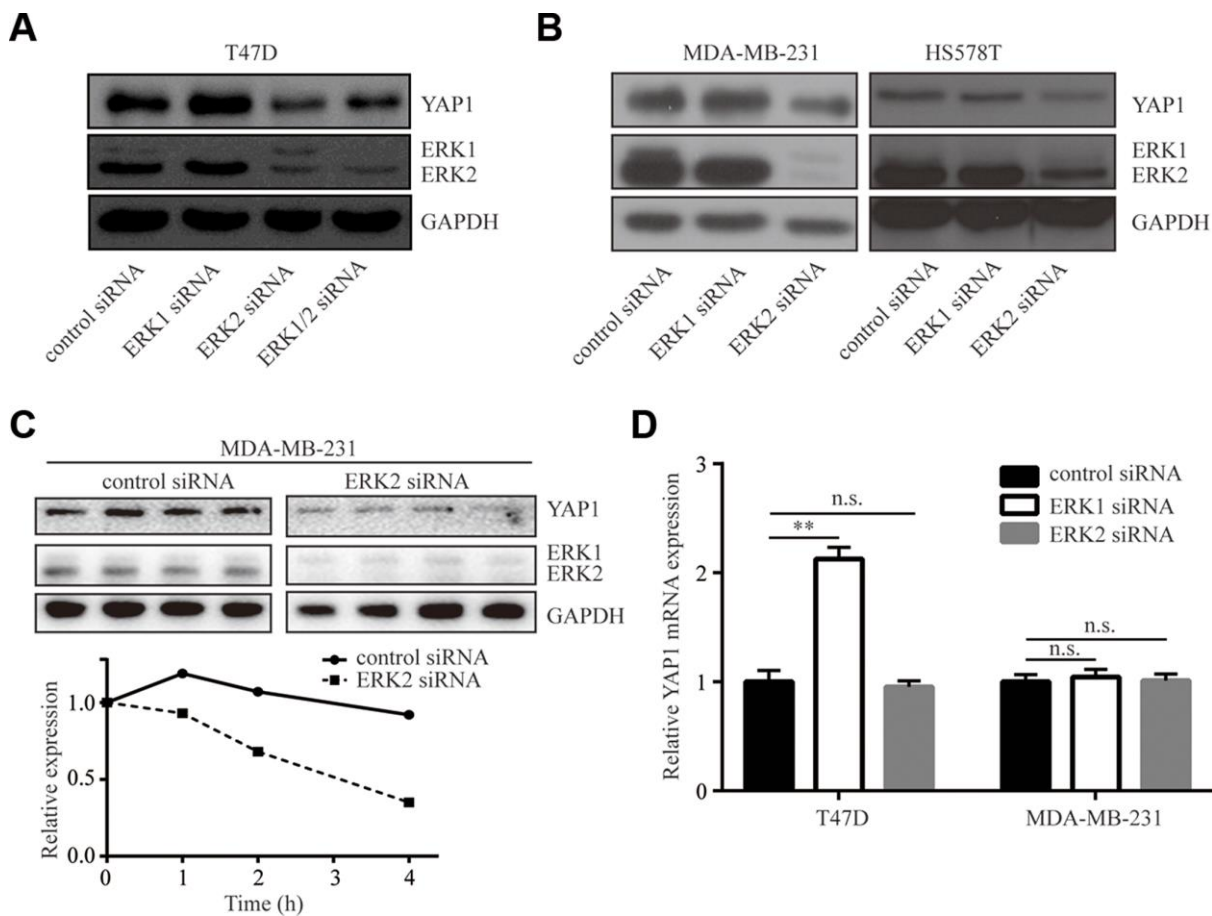 A
T47D
YAP1
ERK1
ERK2
GAPDH
control siRNA
ERK1 siRNA
ERK2 siRNA
ERK1/2 siRNA
B
MDA-MB-231 HS578T
YAP1
ERK1
ERK2
GAPDH
control siRNA
ERK1 siRNA
ERK2 siRNA
control siRNA
ERK1 siRNA
ERK2 siRNA
C
MDA-MB-231
control siRNA ERK2 siRNA
YAP1
ERK1
ERK2
GAPDH
control siRNA
ERK2 siRNA
Relative expression
1.0
0.5
0.0
0 1 2 3 4
Time (h)
D
Relative YAP1 mRNA expression
3
2
1
0
control siRNA
ERK1 siRNA
ERK2 siRNA
n.s.
**
n.s.
n.s.
T47D MDA-MB-231